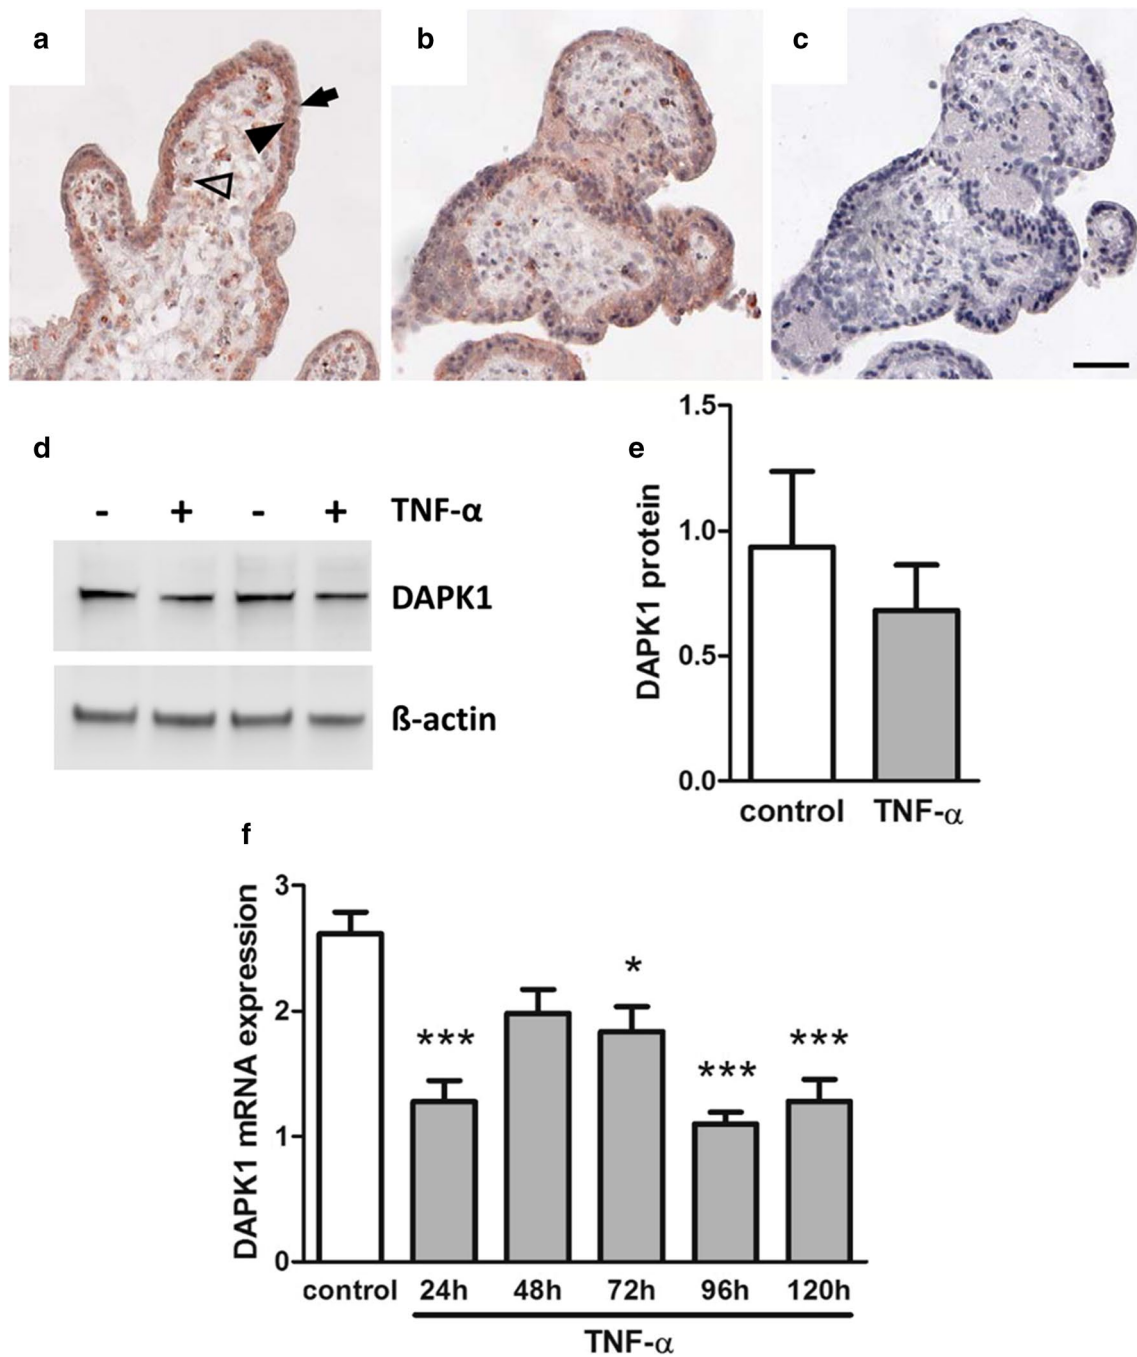 a
b
c
d
- + - + TNF-α
DAPK1
ß-actin
e
1.5
1.0
0.5
0.0
DAPK1 protein
control TNF-α
f
3
2
1
0
DAPK1 mRNA expression
*
*** ***
***
control 24h 48h 72h 96h 120h
TNF-α